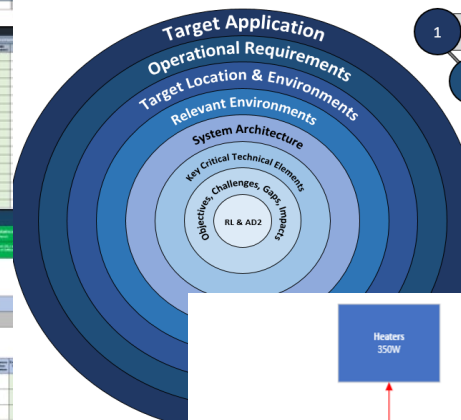 1
Target Application
Operational Requirements
Target Location & Environments
Relevant Environments
System Architecture
Key Critical Technical Elements
Objectives, Challenges, Gaps, Impacts
RL & AD2
Heaters
350W